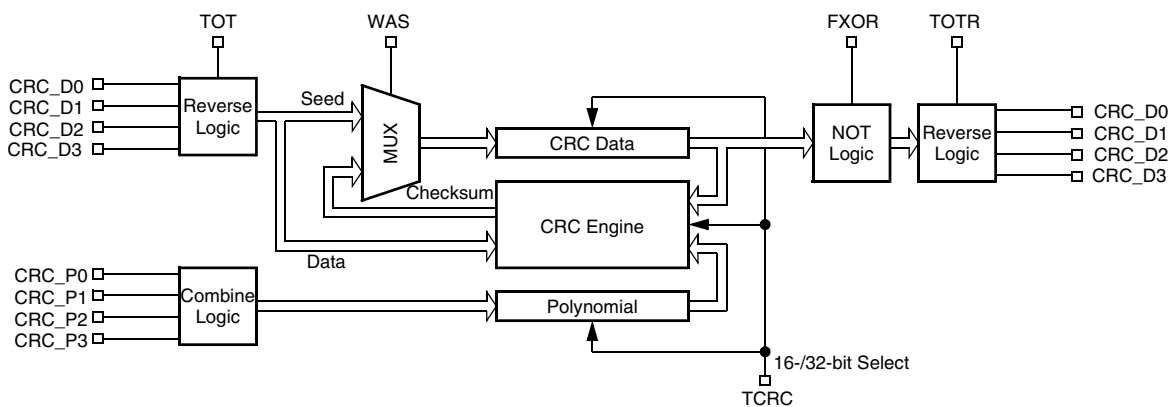 TOT
WAS
FXOR
TOTR
CRC_D0
CRC_D1
CRC_D2
CRC_D3
Reverse
Logic
Seed
MUX
Checksum
Data
CRC Data
CRC Engine
NOT
Logic
Reverse
Logic
CRC_D0
CRC_D1
CRC_D2
CRC_D3
CRC_P0
CRC_P1
CRC_P2
CRC_P3
Combine
Logic
Polynomial
16-/32-bit Select
TCRC